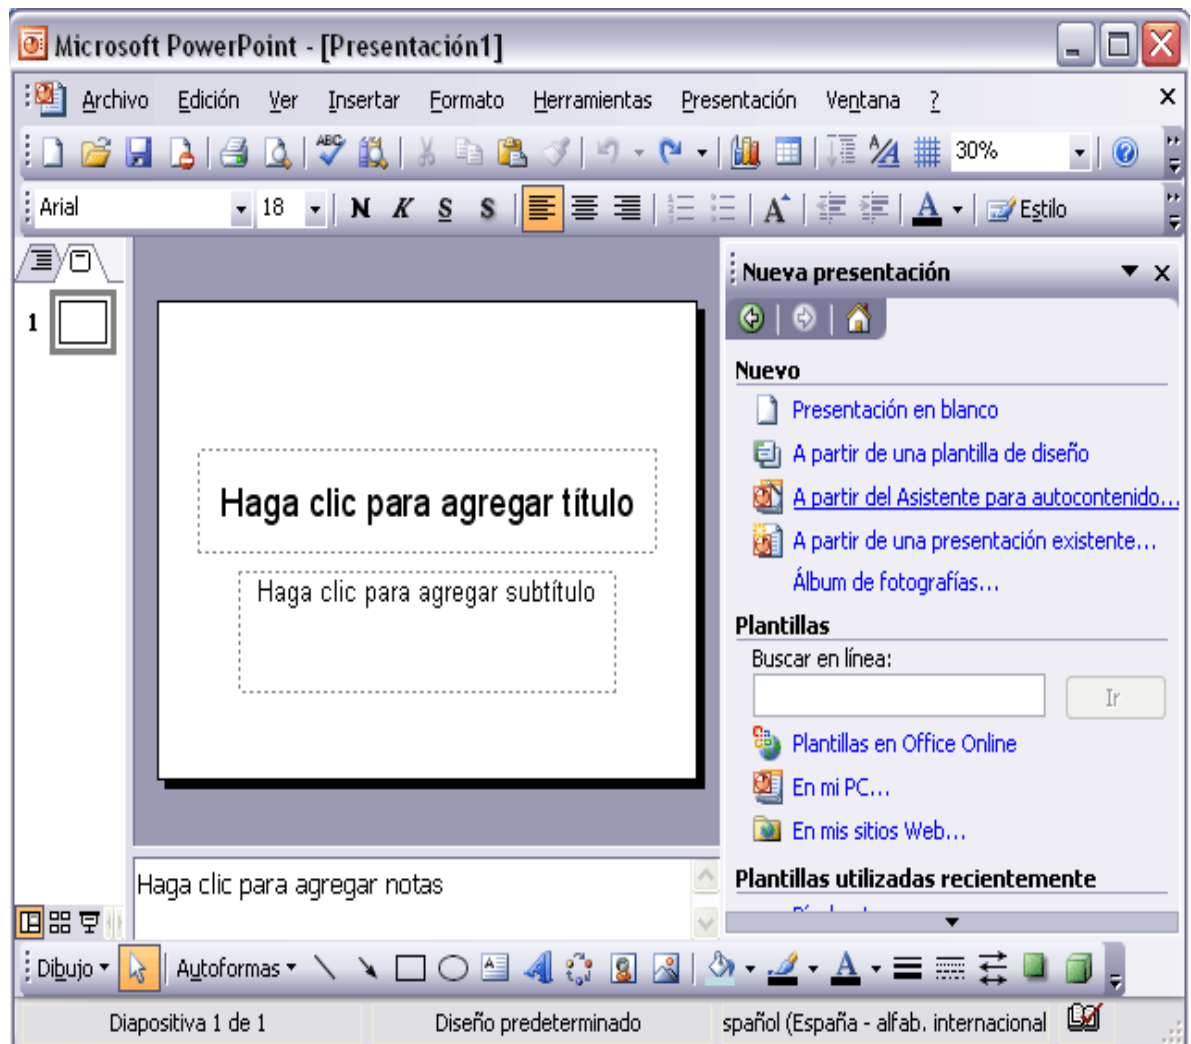 Microsoft PowerPoint - [Presentación1]
Archivo Edición Ver Insertar Formato Herramientas Presentación Ventana ?
ABC 30%
Arial 18 N K S S A A Estilo
Nueva presentación
1
Nuevo
Presentación en blanco
A partir de una plantilla de diseño
A partir del Asistente para autocontenido...
A partir de una presentación existente...
Álbum de fotografías...
Haga clic para agregar título
Haga clic para agregar subtítulo
Plantillas
Buscar en línea:
Ir
Plantillas en Office Online
En mi PC...
En mis sitios Web...
Plantillas utilizadas recientemente
Haga clic para agregar notas
Dibujo Autoformas A A
Diapositiva 1 de 1 Diseño predeterminado spañol (España - alfab. internacional